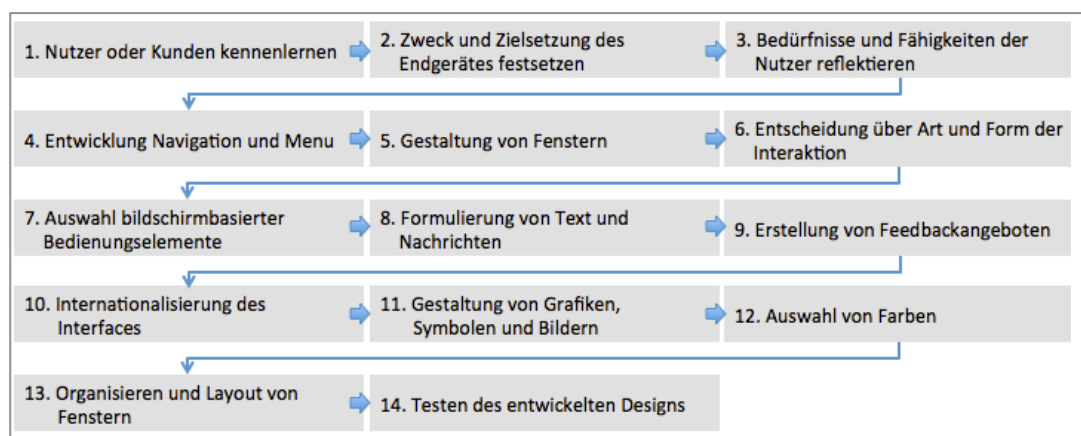 1. Nutzer oder Kunden kennenlernen
2. Zweck und Zielsetzung des
Endgerätes festsetzen
3. Bedürfnisse und Fähigkeiten der
Nutzer reflektieren
4. Entwicklung Navigation und Menu
5. Gestaltung von Fenstern
6. Entscheidung über Art und Form der
Interaktion
7. Auswahl bildschirmbasierter
Bedienungselemente
8. Formulierung von Text und
Nachrichten
9. Erstellung von Feedbackangeboten
10. Internationalisierung des
Interfaces
11. Gestaltung von Grafiken,
Symbolen und Bildern
12. Auswahl von Farben
13. Organisieren und Layout von
Fenstern
14. Testen des entwickelten Designs